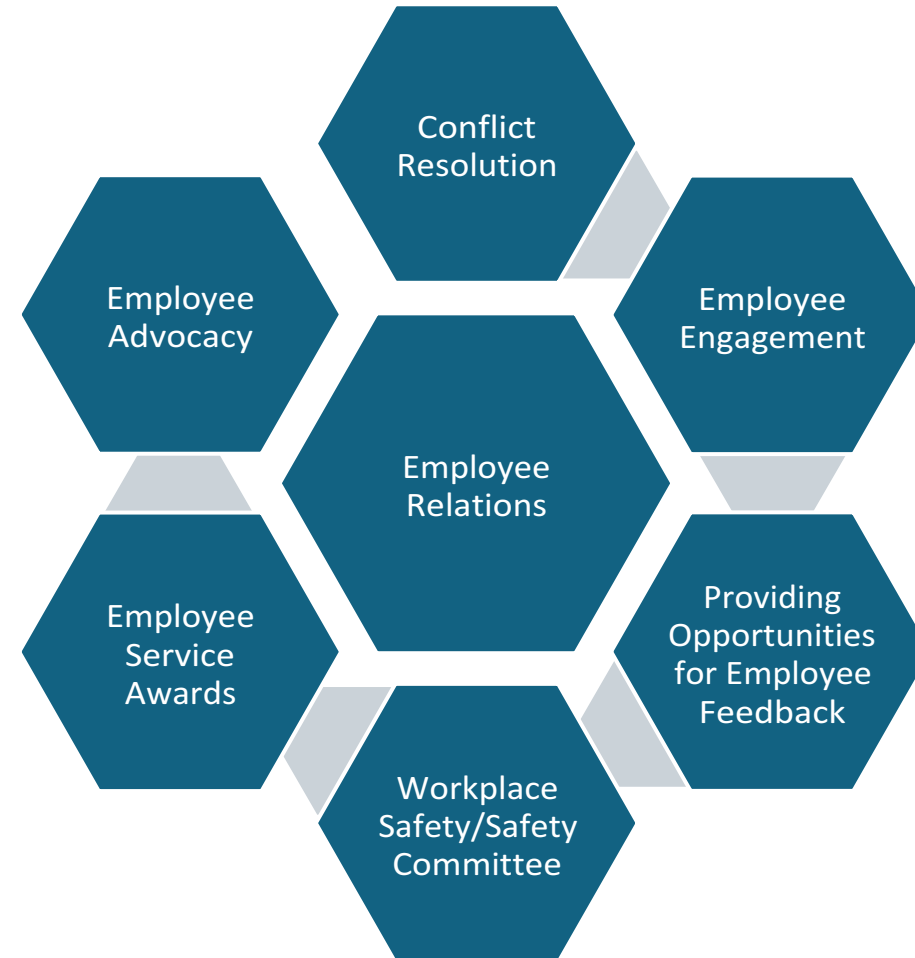 Conflict
Resolution
Employee
Advocacy
Employee
Engagement
Employee
Relations
Employee
Service
Awards
Providing
Opportunities
for Employee
Feedback
Workplace
Safety/Safety
Committee